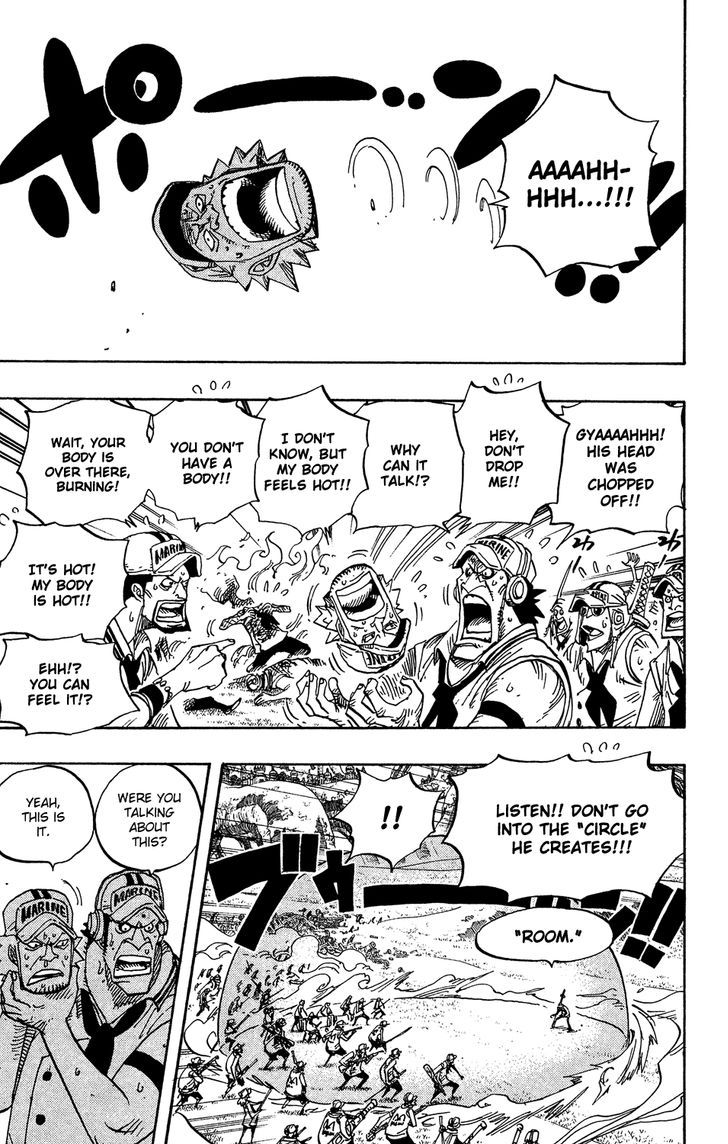 ボーーン
AAAAHH-
HHH...!!!
GYAAAAHHH!
HIS HEAD
WAS
CHOPPED
OFF!!
HEY,
DON'T
DROP
ME!!
WHY
CAN IT
TALK!?
I DON'T
KNOW, BUT
MY BODY
FEELS HOT!!
YOU DON'T
HAVE A
BODY!!
WAIT, YOUR
BODY IS
OVER THERE,
BURNING!
IT'S HOT!
MY BODY
IS HOT!!
EHH!?
YOU CAN
FEEL IT!?
MARINE
MARINE
LISTEN!! DON'T GO
INTO THE "CIRCLE"
HE CREATES!!!
!!
"ROOM."
ブゥーン!!
WERE YOU
TALKING
ABOUT
THIS?
YEAH,
THIS IS
IT.
MARINE
MARINE